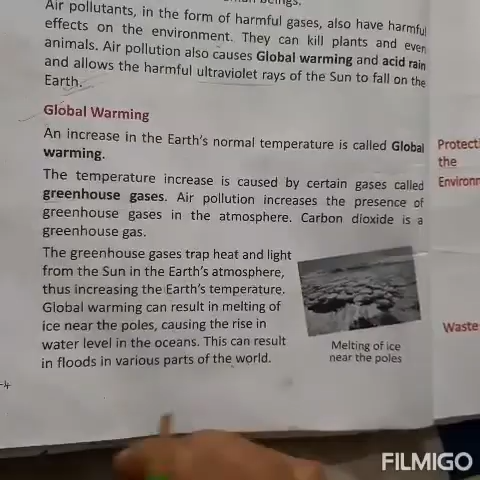 Air pollutants, in the form of harmful gases, also have harmful
effects on the environment. They can kill plants and even
animals. Air pollution also causes Global warming and acid rain
and allows the harmful ultraviolet rays of the Sun to fall on the
Earth.
Global Warming
An increase in the Earth's normal temperature is called Global
warming.
The temperature increase is caused by certain gases called
greenhouse gases. Air pollution increases the presence of
greenhouse gases in the atmosphere. Carbon dioxide is a
greenhouse gas.
The greenhouse gases trap heat and light
from the Sun in the Earth's atmosphere,
thus increasing the Earth's temperature.
Global warming can result in melting of
ice near the poles, causing the rise in
water level in the oceans. This can result
in floods in various parts of the world.
Melting of ice
near the poles
Protecti
the
Environm
Waste
FILMIGO